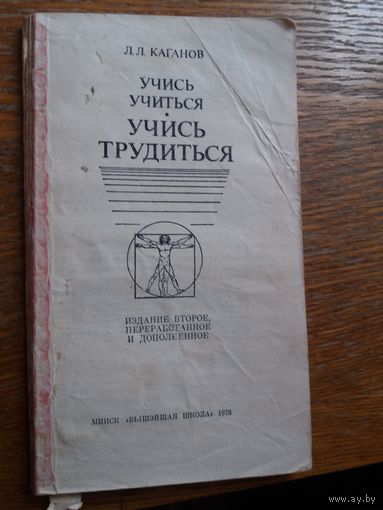 Л. Л. КАГАНОВ
УЧИСЬ
УЧИТЬСЯ
•
УЧИСЬ
ТРУДИТЬСЯ
ИЗДАНИЕ ВТОРОЕ,
ПЕРЕРАБОТАННОЕ
И ДОПОЛНЕННОЕ
МИНСК «ВЫШЭЙШАЯ ШКОЛА» 1978
www.ay.by